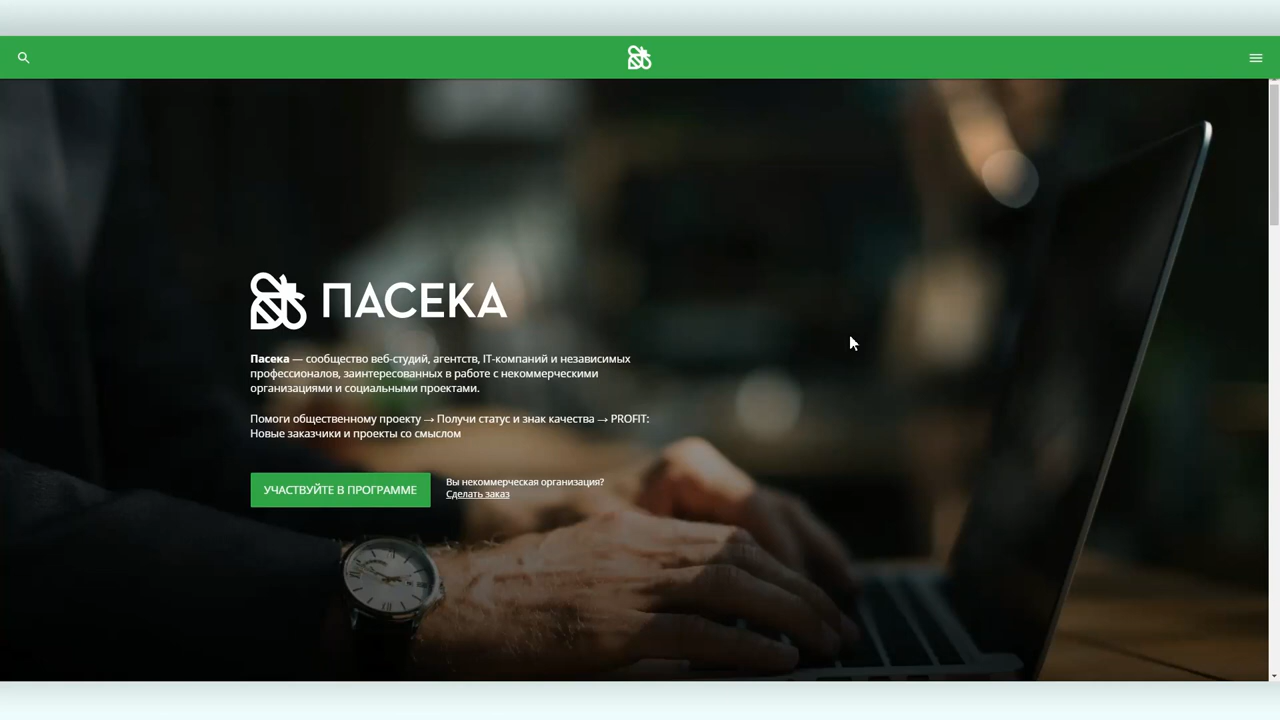 ПАСЕКА
Пасека — сообщество веб-студий, агентств, IT-компаний и независимых
профессионалов, заинтересованных в работе с некоммерческими
организациями и социальными проектами.
Помоги общественному проекту → Получи статус и знак качества → PROFIT:
Новые заказчики и проекты со смыслом
УЧАСТВУЙТЕ В ПРОГРАММЕ
Вы некоммерческая организация?
Сделать заказ